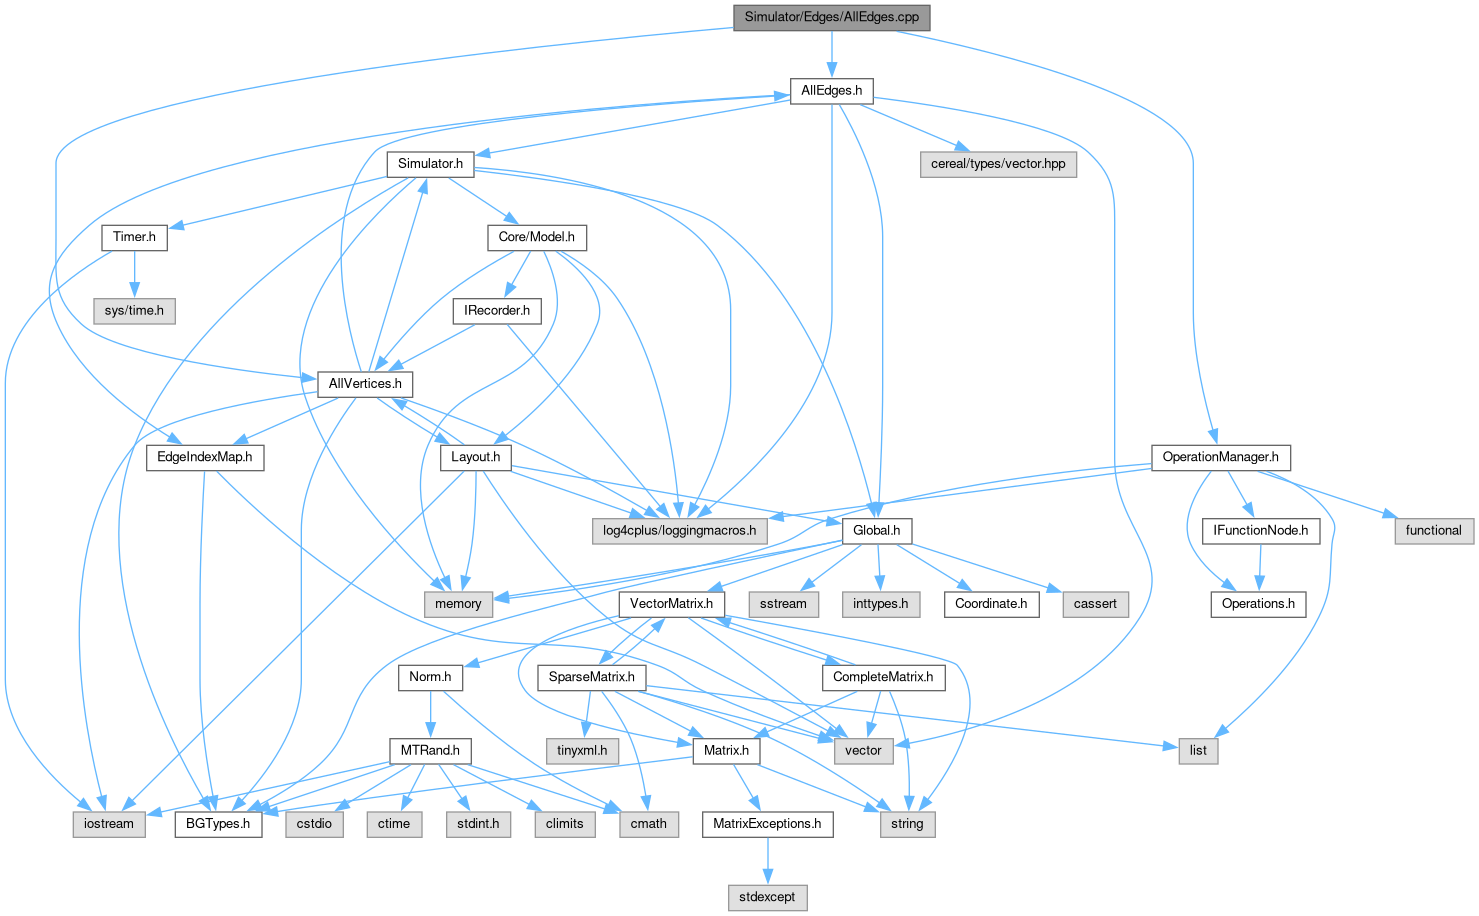 Simulator/Edges/AllEdges.cpp
AllEdges.h
Simulator.h
cereal/types/vector.hpp
Timer.h
Core/Model.h
sys/time.h
IRecorder.h
AllVertices.h
EdgeIndexMap.h
Layout.h
OperationManager.h
log4cplus/loggingmacros.h
Global.h
IFunctionNode.h
functional
memory
VectorMatrix.h
sstream
inttypes.h
Coordinate.h
cassert
Operations.h
Norm.h
SparseMatrix.h
CompleteMatrix.h
MTRand.h
tinyxml.h
Matrix.h
vector
list
iostream
BGTypes.h
cstdio
ctime
stdint.h
climits
cmath
MatrixExceptions.h
string
stdexcept